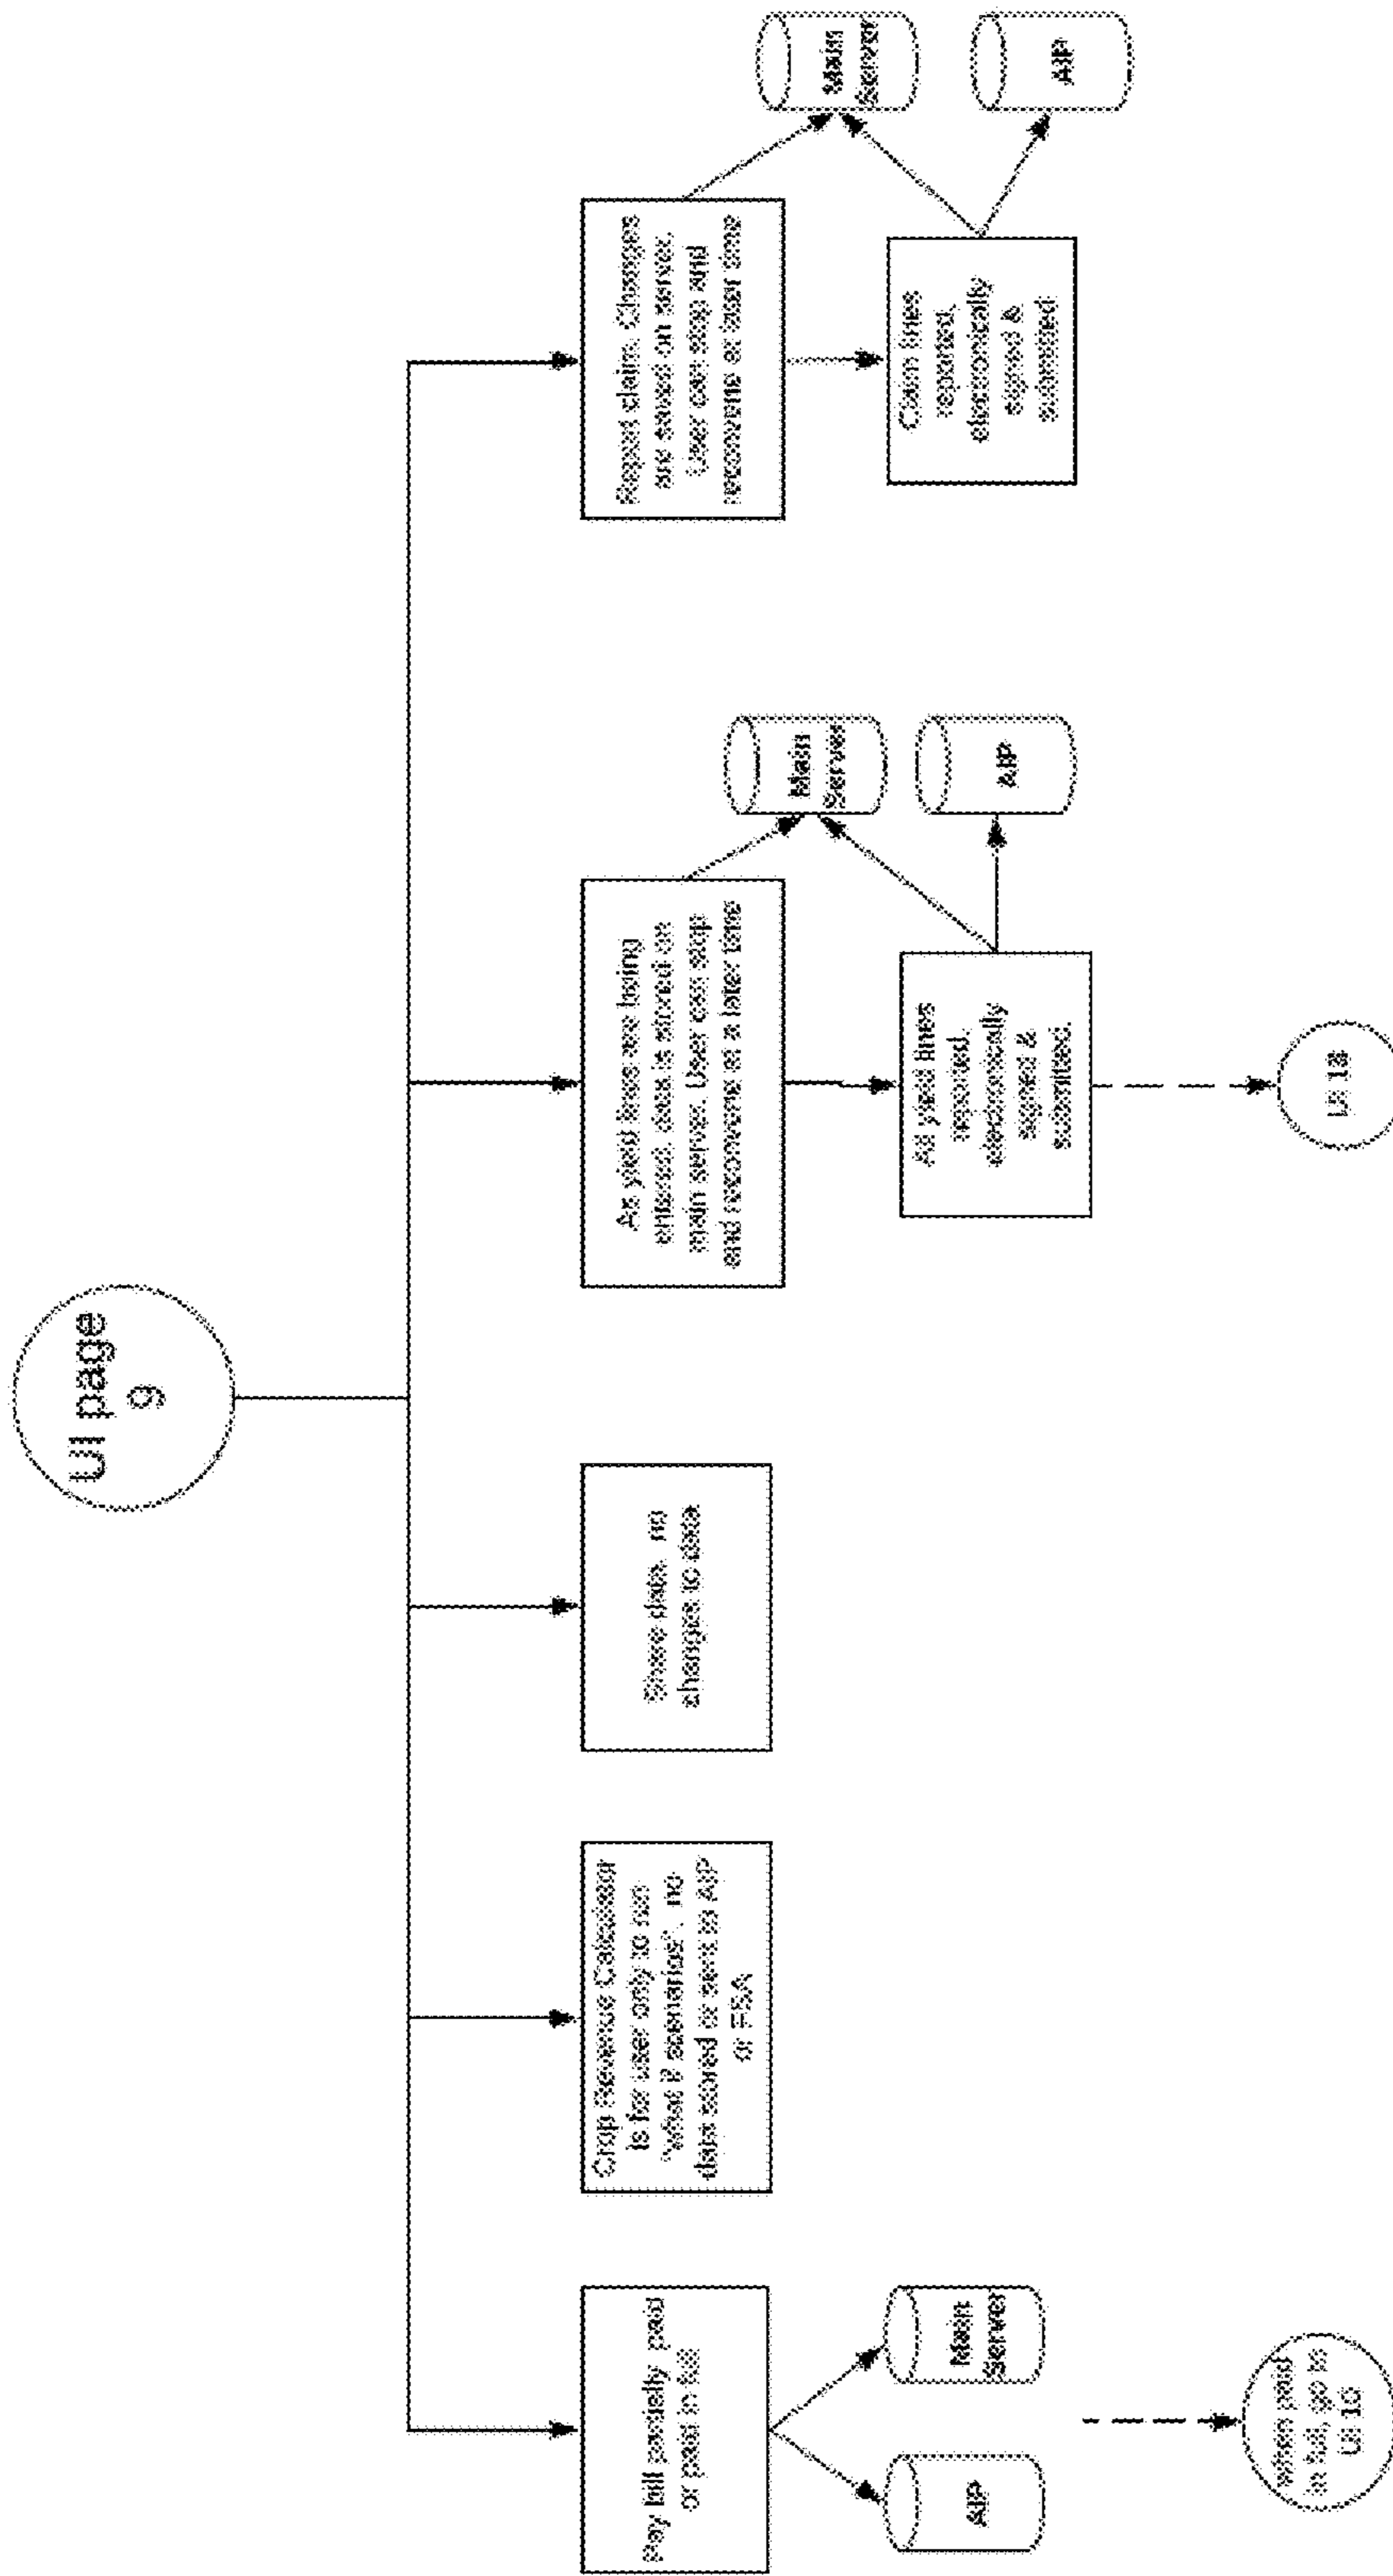 UI page
9
Pay bill partially paid
or paid in full
AIP
Main
Server
when paid
in full, go to
UI 10
Crop Revenue Calculator
is for user only to run
"what if scenarios". no
data stored or sent to AIP
or FSA
Share data. no
changes to data
As yield lines are being
entered, data is stored on
main server. User can stop
and reconvene at a later time
Main
Server
AIP
All yield lines
reported,
electronically
signed &
submitted.
UI 18
Report claim. Changes
are saved on server.
User can stop and
reconvene at later time
Main
Server
AIP
Claim lines
reported,
electronically
signed &
submitted